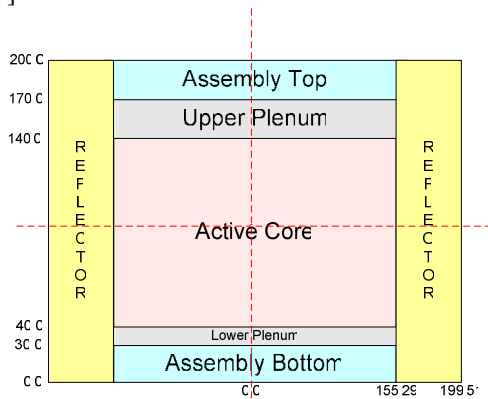 ]
200 0
Assembly Top
170 0
Upper Plenum
140 0
REFLECTOR
Active Core
REFLECTOR
40 0
Lower Plenum
30 0
Assembly Bottom
0 0
0 0
155 29
199 51